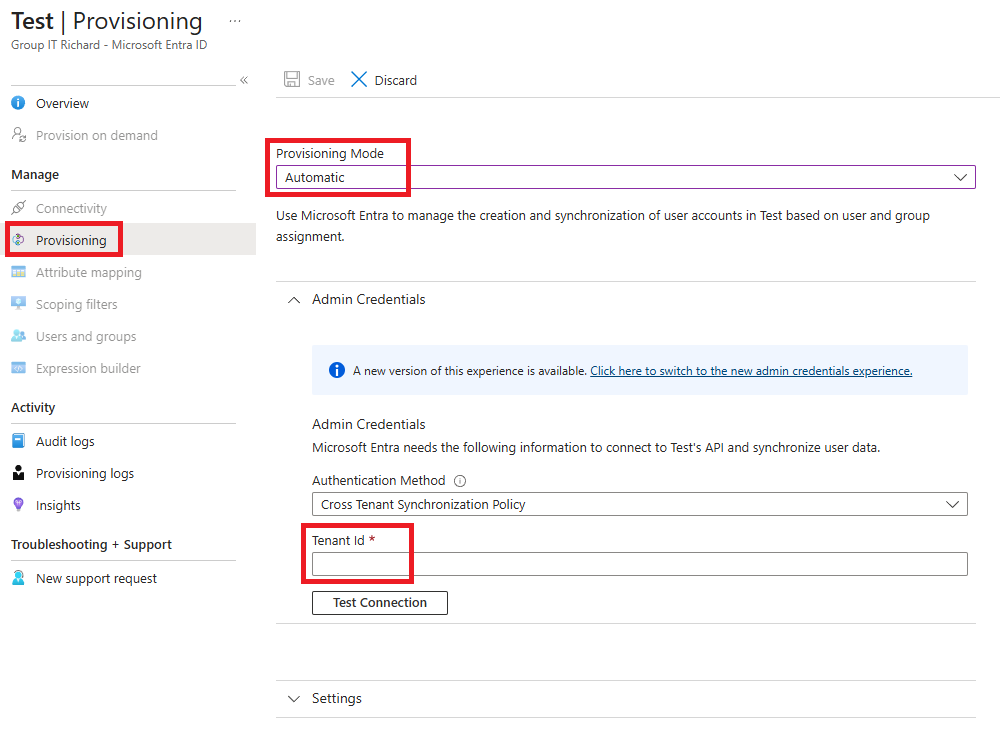 Test | Provisioning ...
Group IT Richard - Microsoft Entra ID
«
Save Discard
Overview
Provision on demand
Manage
Connectivity
Provisioning
Attribute mapping
Scoping filters
Users and groups
Expression builder
Activity
Audit logs
Provisioning logs
Insights
Troubleshooting + Support
New support request
Provisioning Mode
Automatic
Use Microsoft Entra to manage the creation and synchronization of user accounts in Test based on user and group
assignment.
Admin Credentials
A new version of this experience is available. Click here to switch to the new admin credentials experience.
Admin Credentials
Microsoft Entra needs the following information to connect to Test's API and synchronize user data.
Authentication Method
Cross Tenant Synchronization Policy
Tenant Id *
Test Connection
Settings